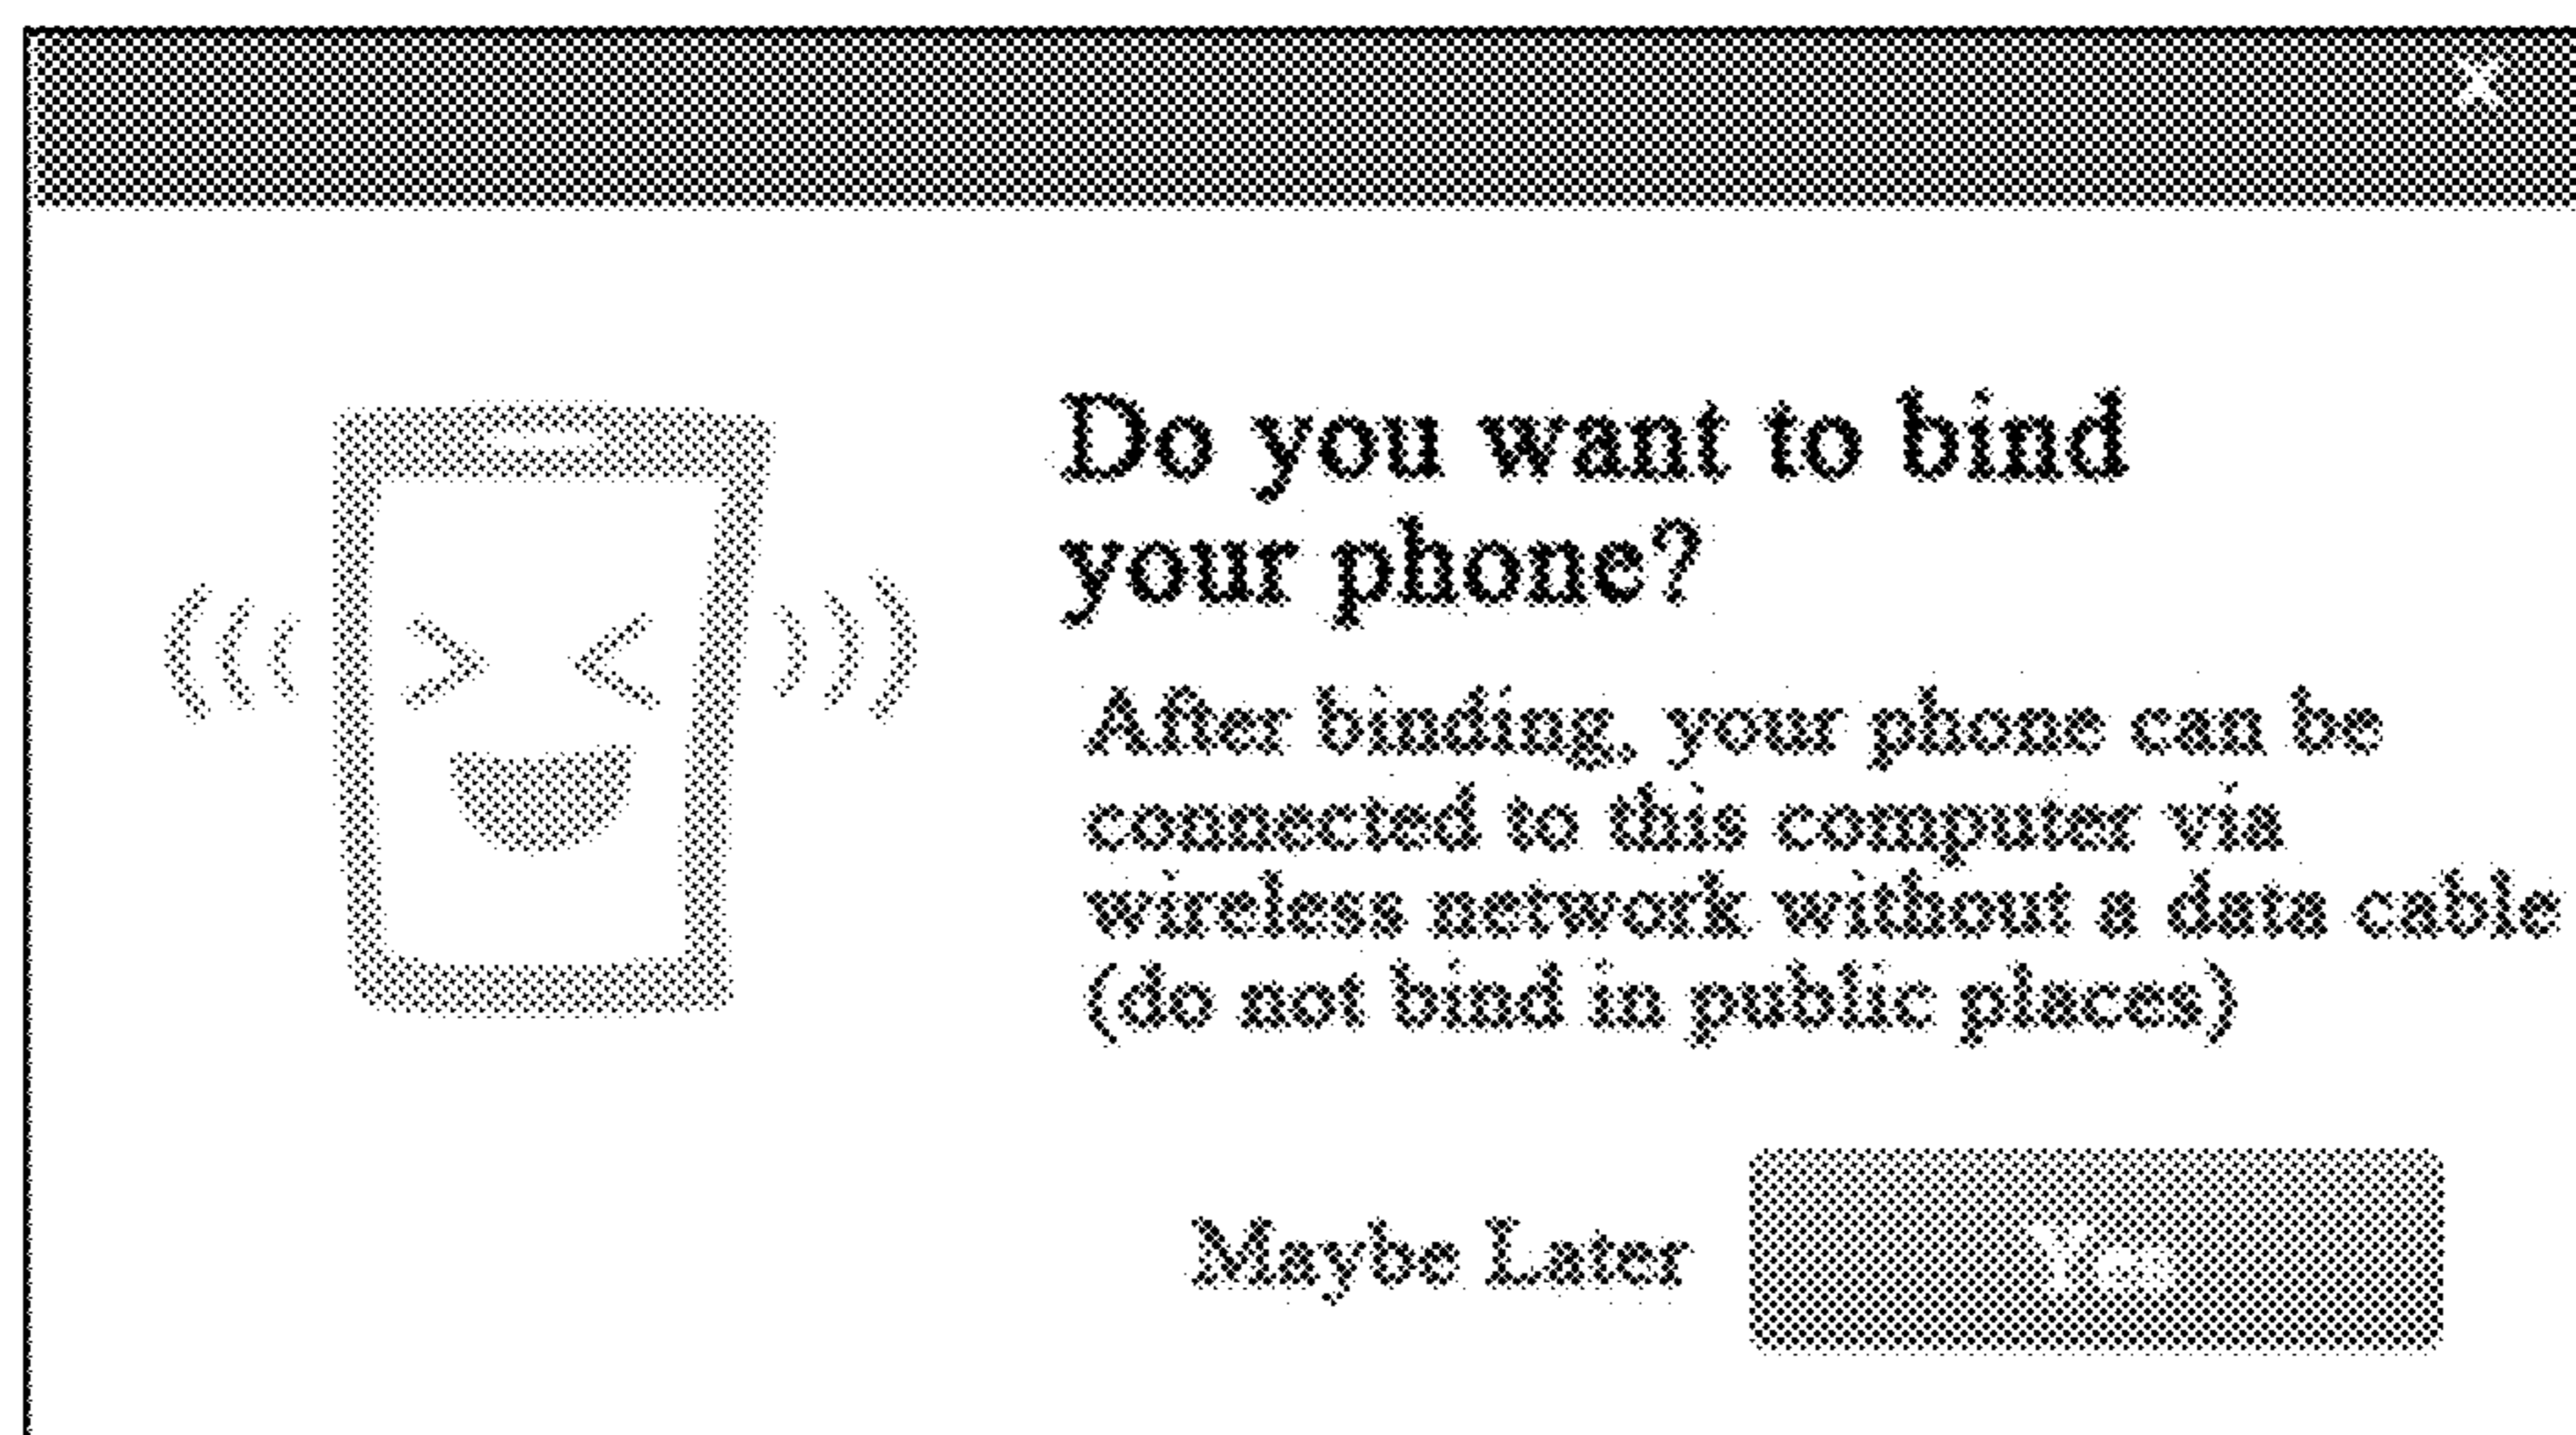 Do you want to bind
your phone?
After binding, your phone can be
connected to this computer via
wireless network without a data cable
(do not bind in public places)
Maybe Later
Yes